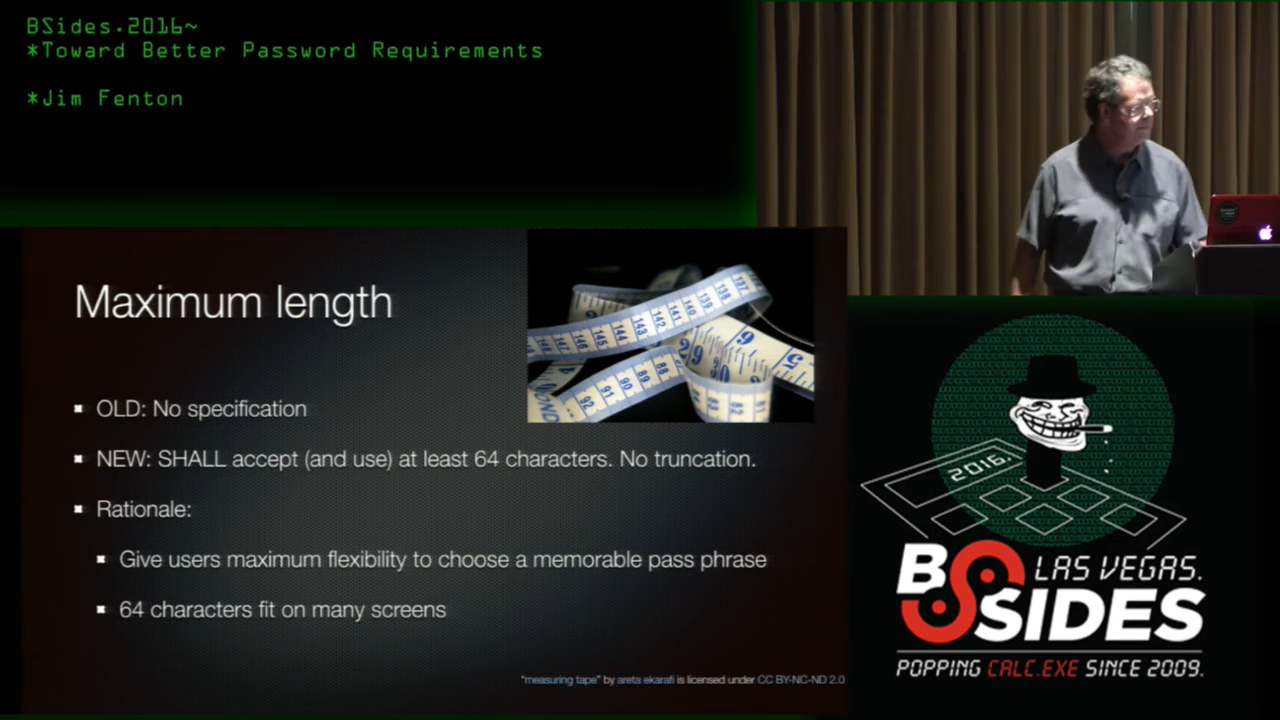 BSides.2016~
*Toward Better Password Requirements
*Jim Fenton
Maximum length
OLD: No specification
NEW: SHALL accept (and use) at least 64 characters. No truncation.
Rationale:
Give users maximum flexibility to choose a memorable pass phrase
64 characters fit on many screens
"measuring tape" by areta ekarafi is licensed under CC BY-NC-ND 2.0
2016.
BSIDES
LAS VEGAS.
POPPING CALC.EXE SINCE 2009.